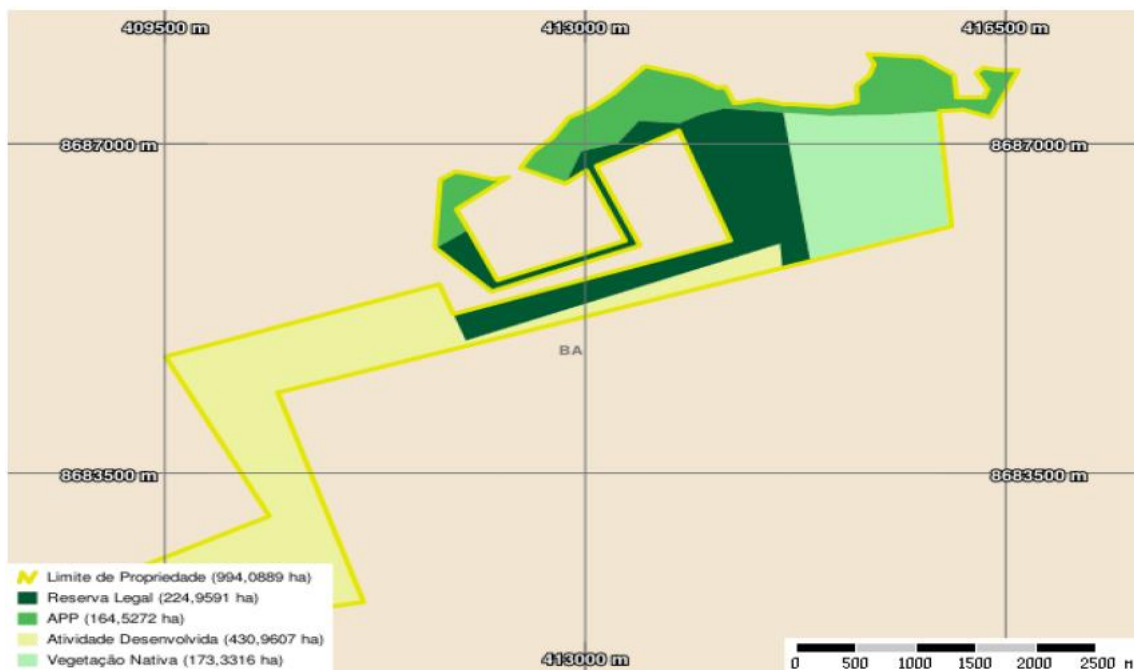 409500 m
413000 m
416500 m
8687000 m
8687000 m
BA
8683500 m
8683500 m
Limite de Propriedade (994,0889 ha)
Reserva Legal (224,9591 ha)
APP (164,5272 ha)
Atividade Desenvolvida (430,9607 ha)
Vegetação Nativa (173,3316 ha)
413000 m
0 500 1000 1500 2000 2500 m